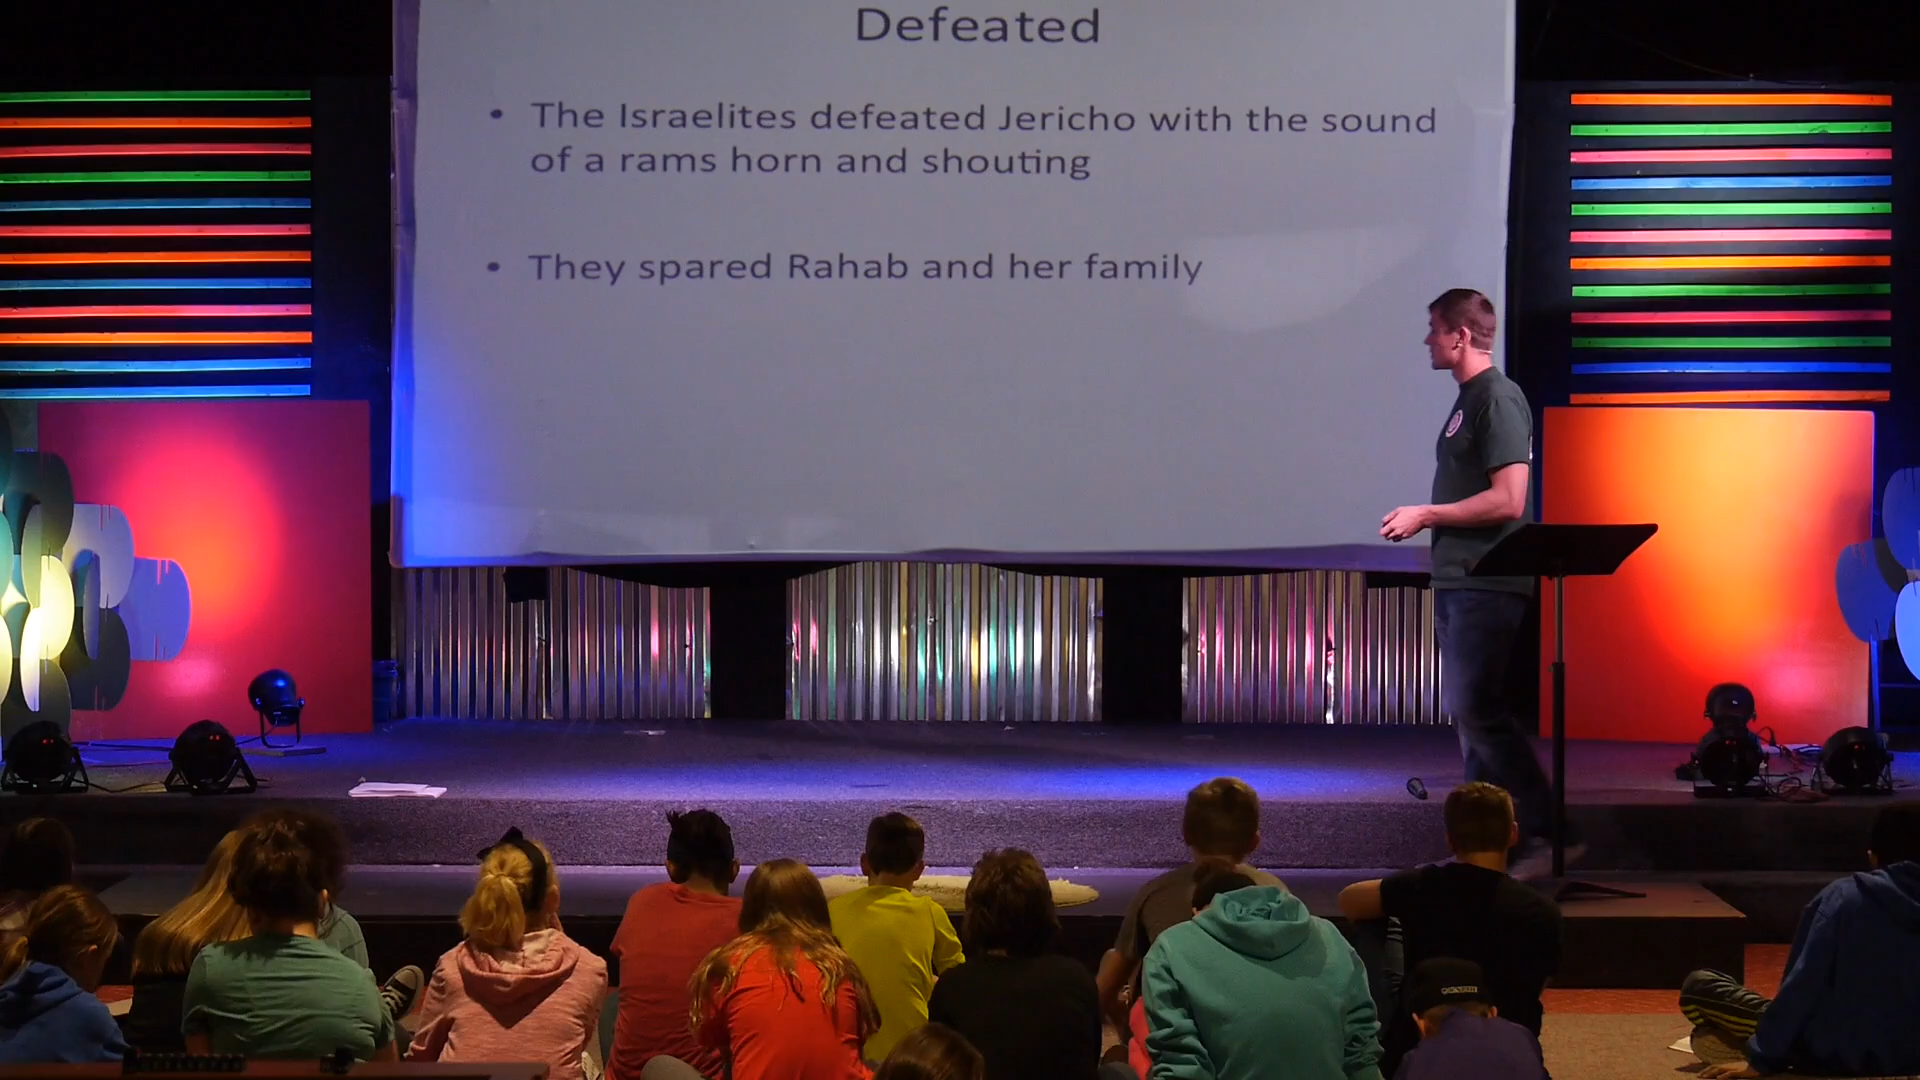 Defeated
• The Israelites defeated Jericho with the sound
of a rams horn and shouting
• They spared Rahab and her family